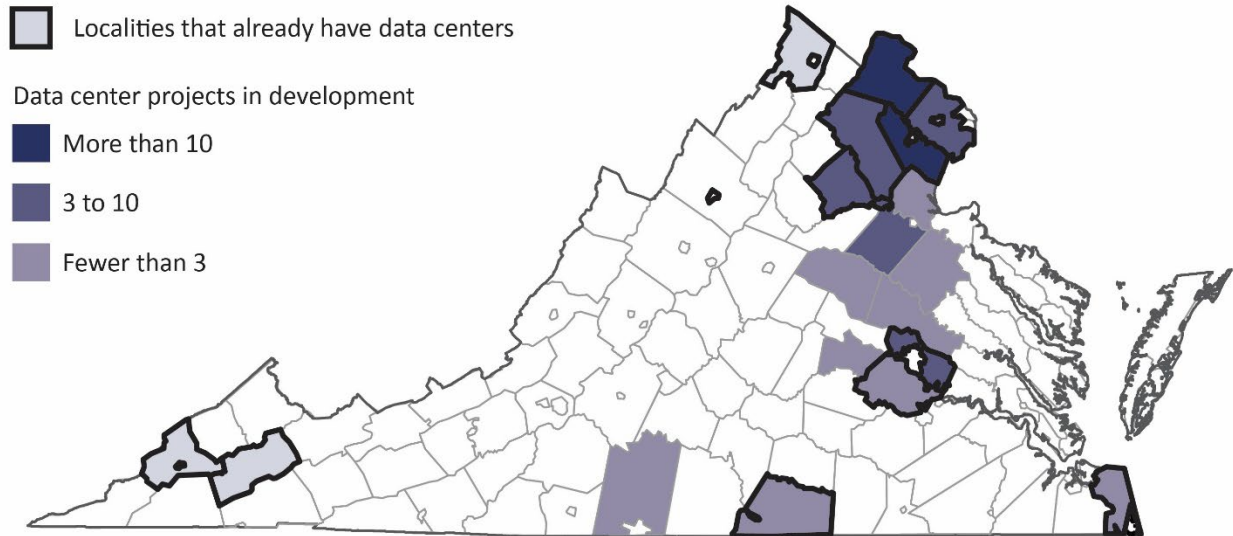 Localities that already have data centers
Data center projects in development
More than 10
3 to 10
Fewer than 3